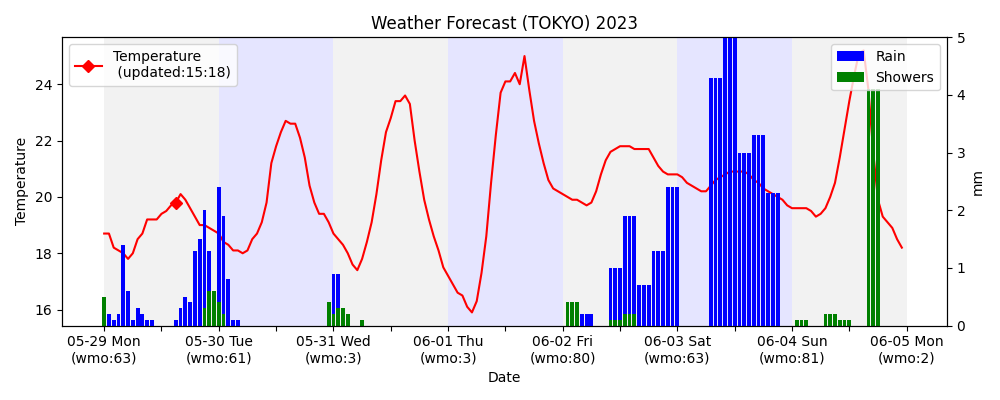 Weather Forecast (TOKYO) 2023
Temperature
(updated:15:18)
Rain
Showers
Temperature
24
22
20
18
16
5
4
3
2
1
0
mm
05-29 Mon
(wmo:63)
05-30 Tue
(wmo:61)
05-31 Wed
(wmo:3)
06-01 Thu
(wmo:3)
06-02 Fri
(wmo:80)
06-03 Sat
(wmo:63)
06-04 Sun
(wmo:81)
06-05 Mon
(wmo:2)
Date